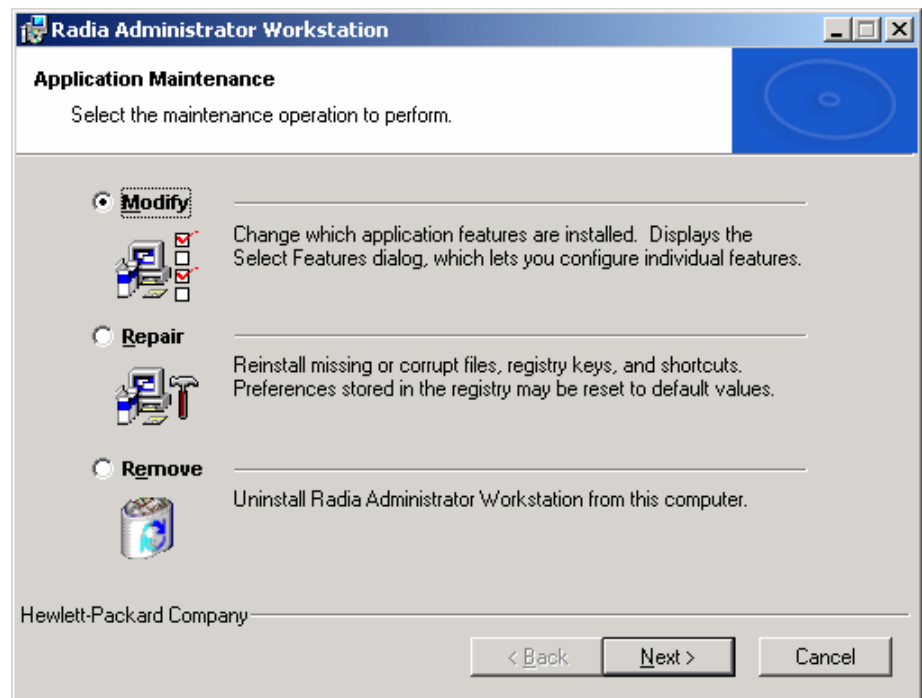 Radia Administrator Workstation
Application Maintenance
Select the maintenance operation to perform.
Modify
Change which application features are installed. Displays the
Select Features dialog, which lets you configure individual features.
Repair
Reinstall missing or corrupt files, registry keys, and shortcuts.
Preferences stored in the registry may be reset to default values.
Remove
Uninstall Radia Administrator Workstation from this computer.
Hewlett-Packard Company
< Back Next > Cancel